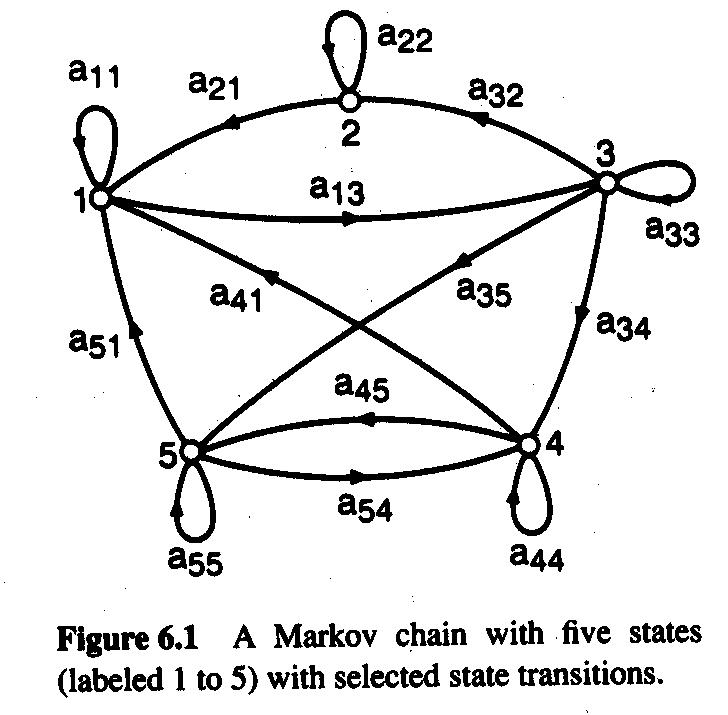 a22
a11
a21
a32
2
3
1
a13
a33
a41
a35
a34
a51
a45
5
4
a54
a55
a44
Figure 6.1 A Markov chain with five states
(labeled 1 to 5) with selected state transitions.